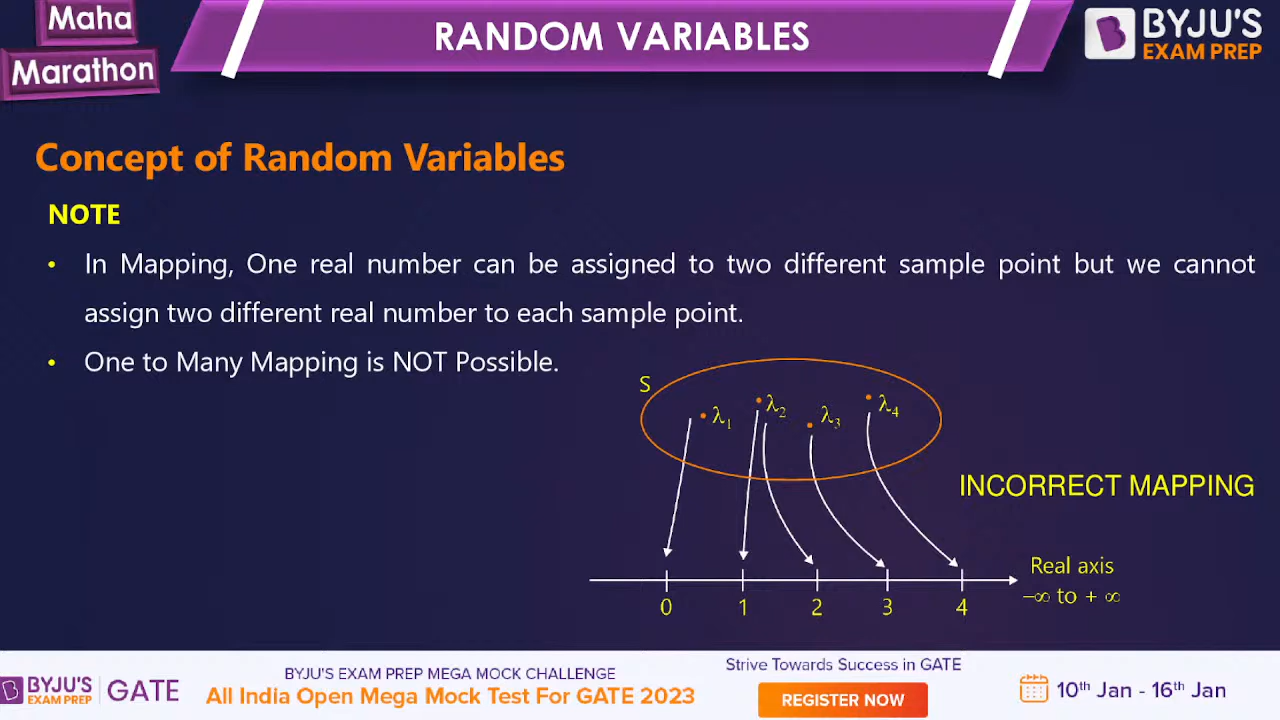 Maha
Marathon
RANDOM VARIABLES
BYJU'S
EXAM PREP
Concept of Random Variables
NOTE
• In Mapping, One real number can be assigned to two different sample point but we cannot
assign two different real number to each sample point.
• One to Many Mapping is NOT Possible.
S
λ₁ λ₂ λ₃ λ₄
INCORRECT MAPPING
Real axis
–∞ to + ∞
0 1 2 3 4
BYJU'S
EXAM PREP
GATE
BYJU'S EXAM PREP MEGA MOCK CHALLENGE
All India Open Mega Mock Test For GATE 2023
Strive Towards Success in GATE
REGISTER NOW
10th Jan - 16th Jan